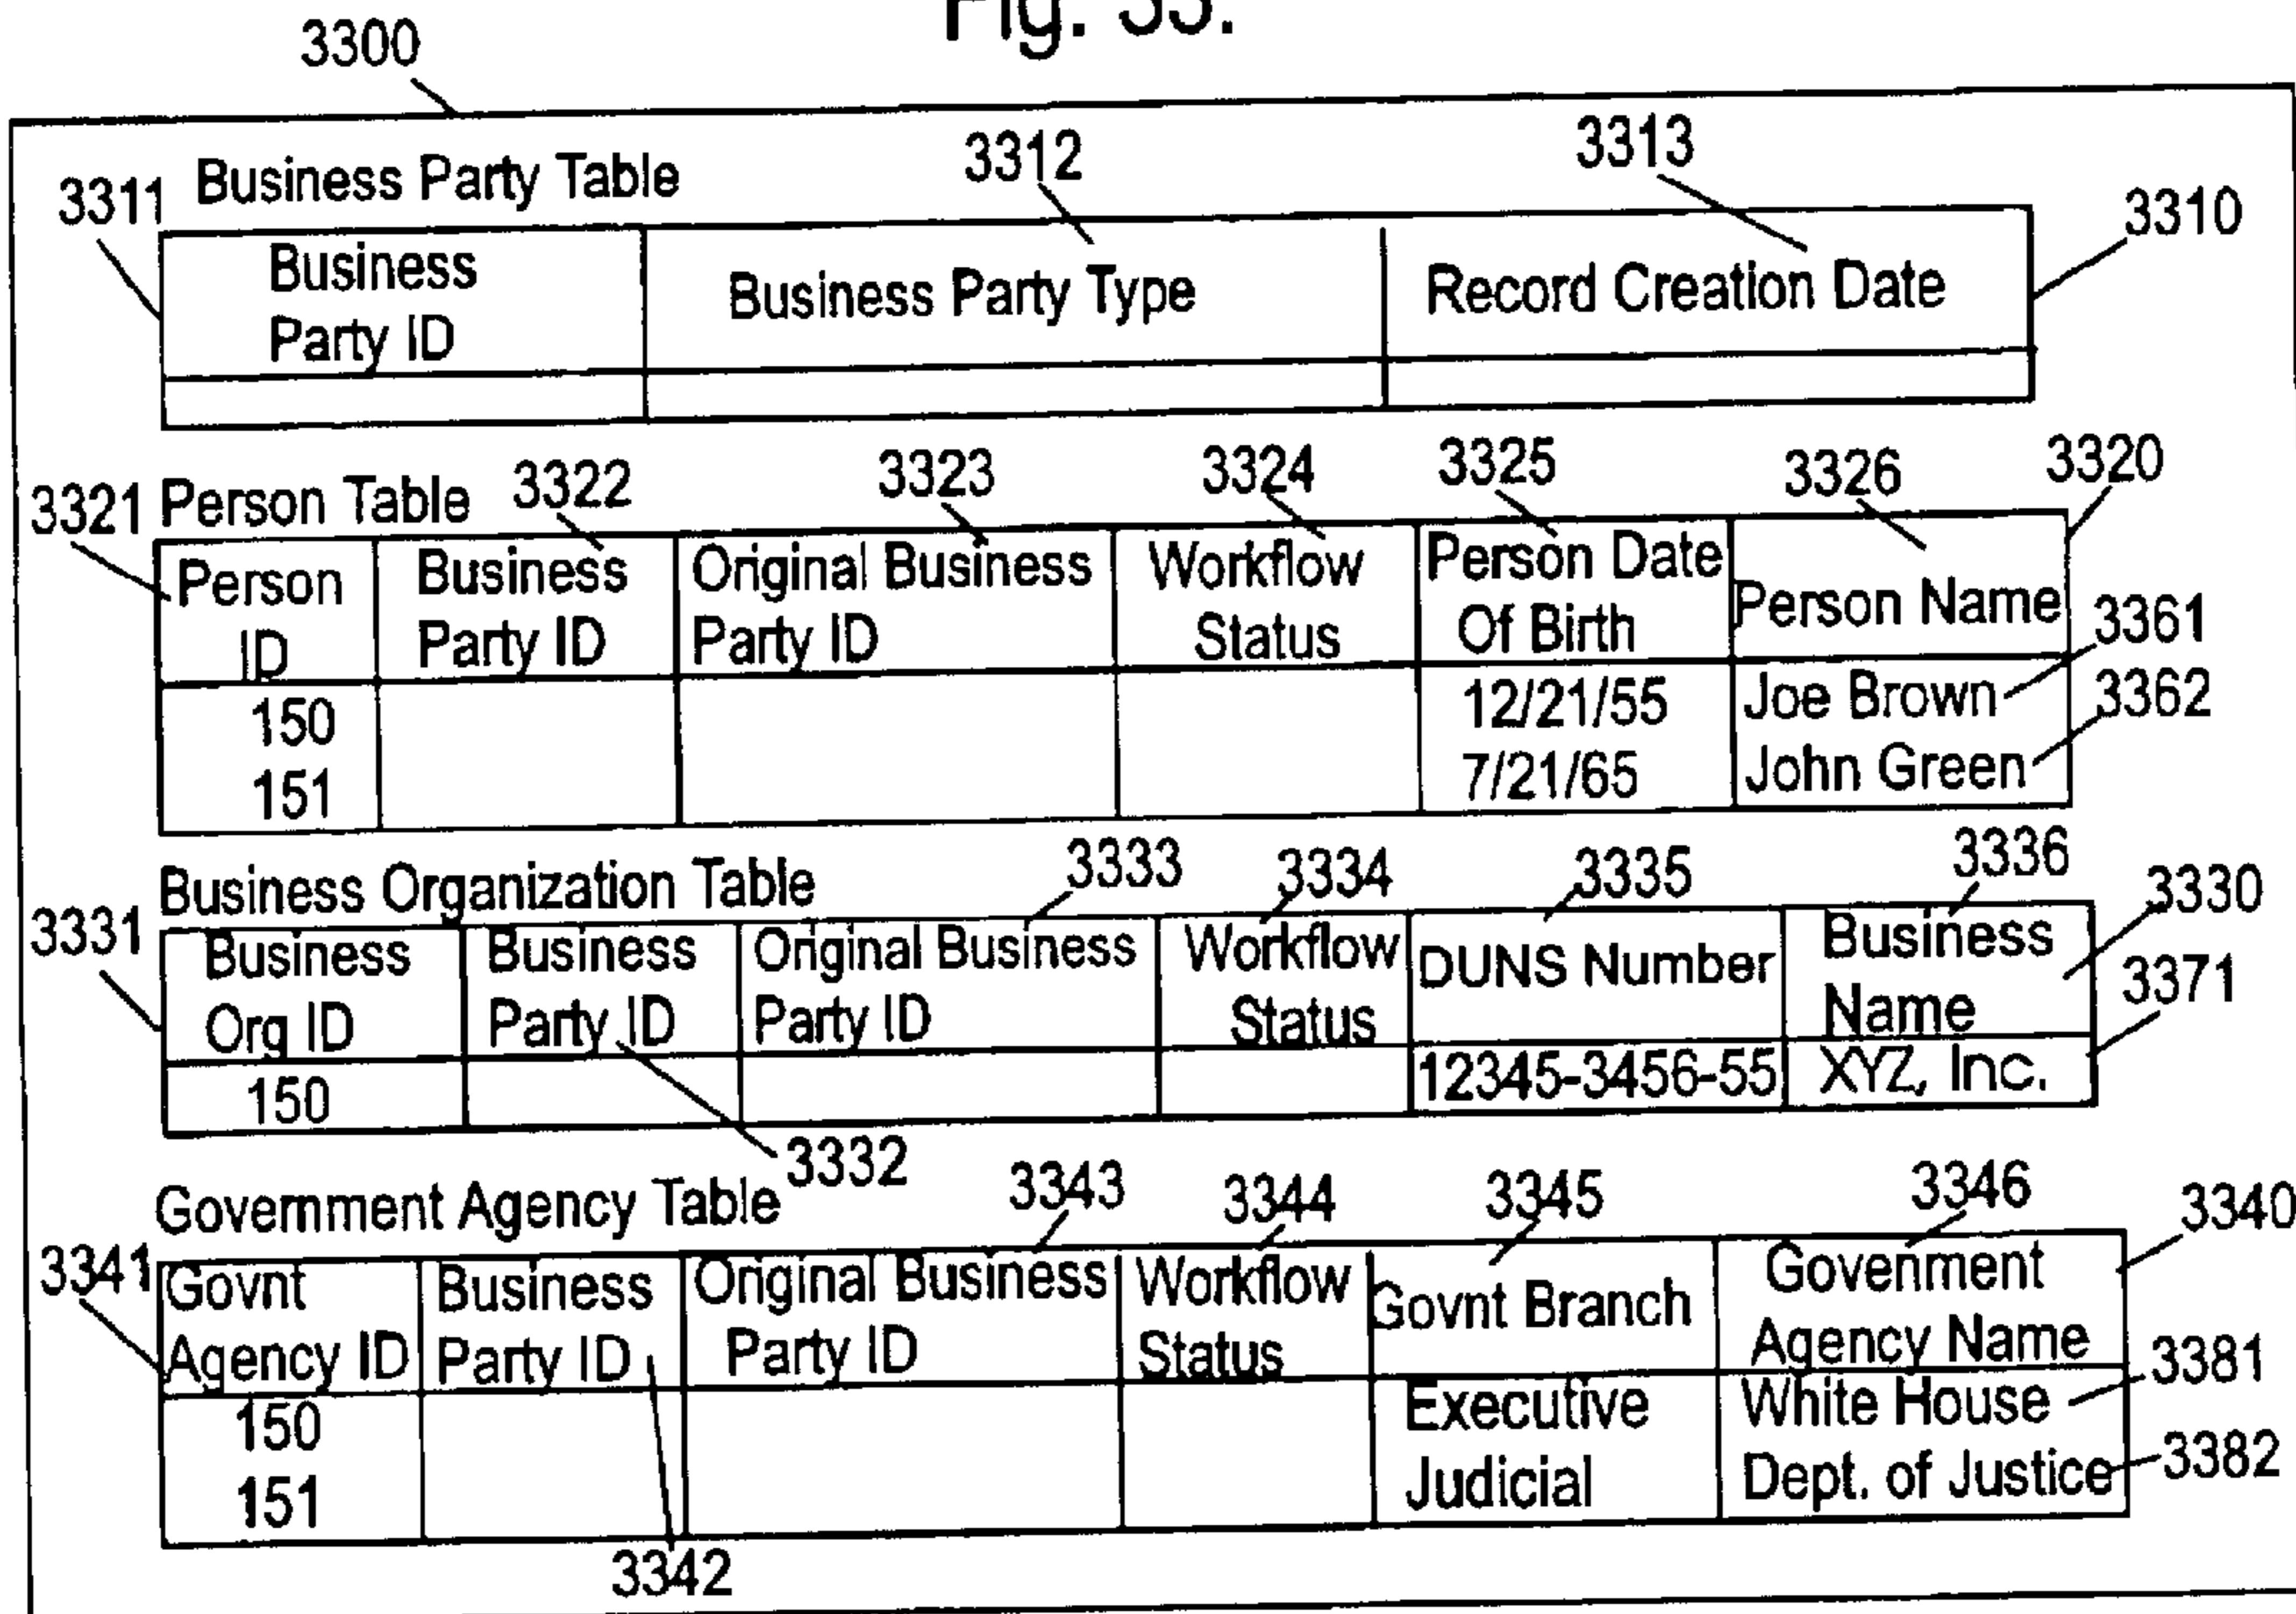 Fig. 33.
3300
3312
3313
3311 Business Party Table
3310
Business
Party ID
Business Party Type
Record Creation Date
3321 Person Table 3322
3323
3324
3325
3326
3320
Person
ID
Business
Party ID
Original Business
Party ID
Workflow
Status
Person Date
Of Birth
Person Name
3361
3362
150
12/21/55
Joe Brown
151
7/21/65
John Green
Business Organization Table
3333
3334
3335
3336
3330
3331
Business
Org ID
Business
Party ID
Original Business
Party ID
Workflow
Status
DUNS Number
Business
Name
3371
150
12345-3456-55
XYZ, Inc.
3332
Government Agency Table
3343
3344
3345
3346
3340
3341
Govnt
Agency ID
Business
Party ID
Original Business
Party ID
Workflow
Status
Govnt Branch
Govenment
Agency Name
3381
3382
150
Executive
White House
151
Judicial
Dept. of Justice
3342